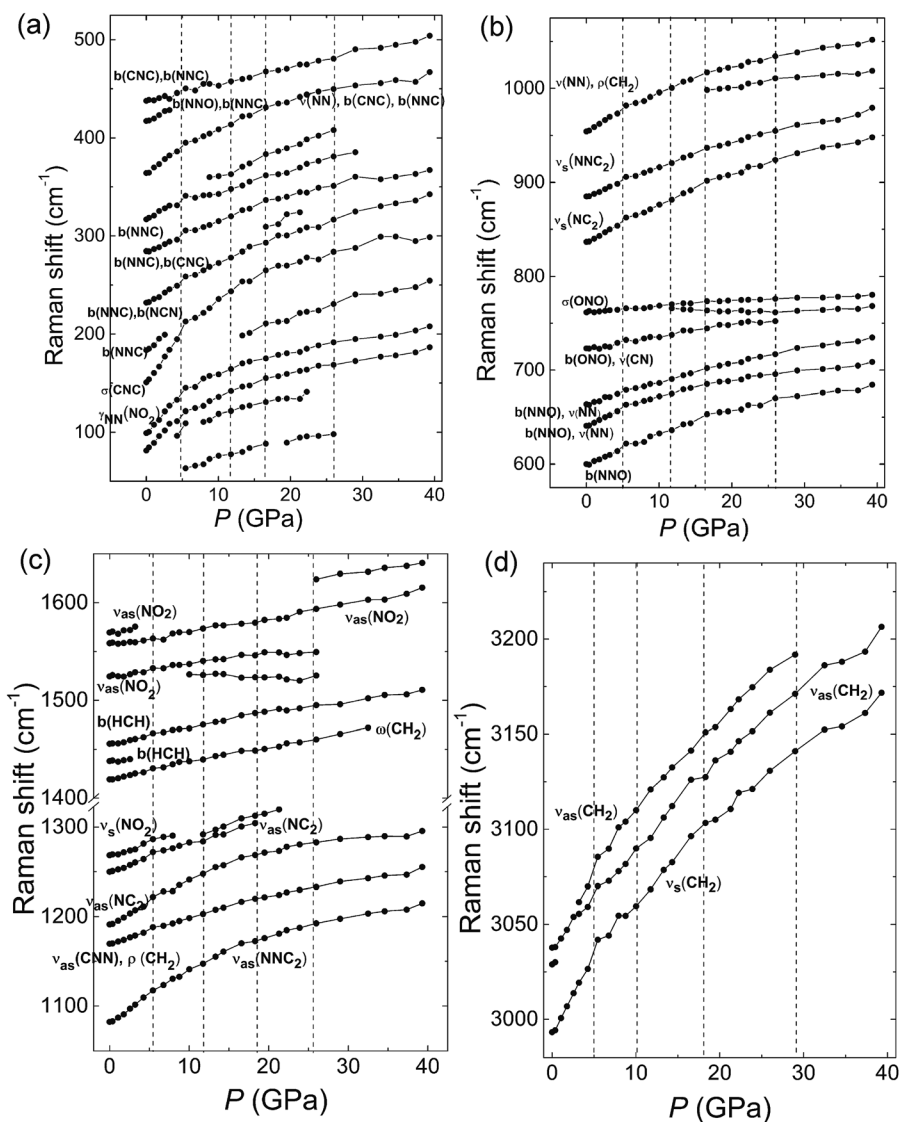 (a)
Raman shift (cm⁻¹)
500
400
300
200
100
b(CNC),b(NNC)
b(NNO),b(NNC)
ν(NN), b(CNC), b(NNC)
b(NNC)
b(NNC),b(CNC)
b(NNC),b(NCN)
b(NNC)
σ(CNC)
γNN(NO₂)
0 10 20 30 40
P (GPa)
(b)
Raman shift (cm⁻¹)
1000
900
800
700
600
ν(NN), ρ(CH₂)
νs(NNC₂)
νs(NC₂)
σ(ONO)
b(ONO), ν(CN)
b(NNO), ν(NN)
b(NNO), ν(NN)
b(NNO)
0 10 20 30 40
P (GPa)
(c)
Raman shift (cm⁻¹)
1600
1500
1400
1300
1200
1100
νas(NO₂)
νas(NO₂)
νas(NO₂)
b(HCH)
b(HCH)
ω(CH₂)
νs(NO₂)
νas(NC₂)
νas(NC₂)
νas(CNN), ρ (CH₂)
νas(NNC₂)
0 10 20 30 40
P (GPa)
(d)
Raman shift (cm⁻¹)
3200
3150
3100
3050
3000
νas(CH₂)
νas(CH₂)
νs(CH₂)
0 10 20 30 40
P (GPa)